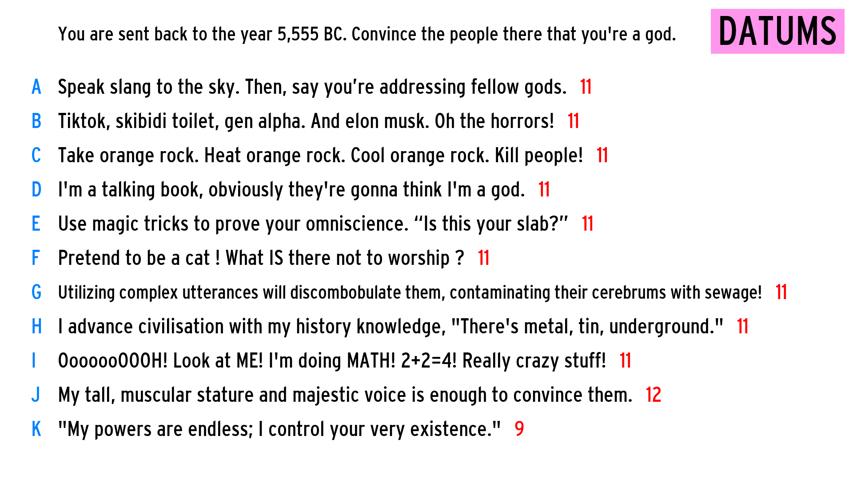 You are sent back to the year 5,555 BC. Convince the people there that you're a god.
DATUMS
A Speak slang to the sky. Then, say you’re addressing fellow gods. 11
B Tiktok, skibidi toilet, gen alpha. And elon musk. Oh the horrors! 11
C Take orange rock. Heat orange rock. Cool orange rock. Kill people! 11
D I'm a talking book, obviously they're gonna think I'm a god. 11
E Use magic tricks to prove your omniscience. “Is this your slab?” 11
F Pretend to be a cat ! What IS there not to worship ? 11
G Utilizing complex utterances will discombobulate them, contaminating their cerebrums with sewage! 11
H I advance civilisation with my history knowledge, "There's metal, tin, underground." 11
I OoooooOOOH! Look at ME! I'm doing MATH! 2+2=4! Really crazy stuff! 11
J My tall, muscular stature and majestic voice is enough to convince them. 12
K "My powers are endless; I control your very existence." 9